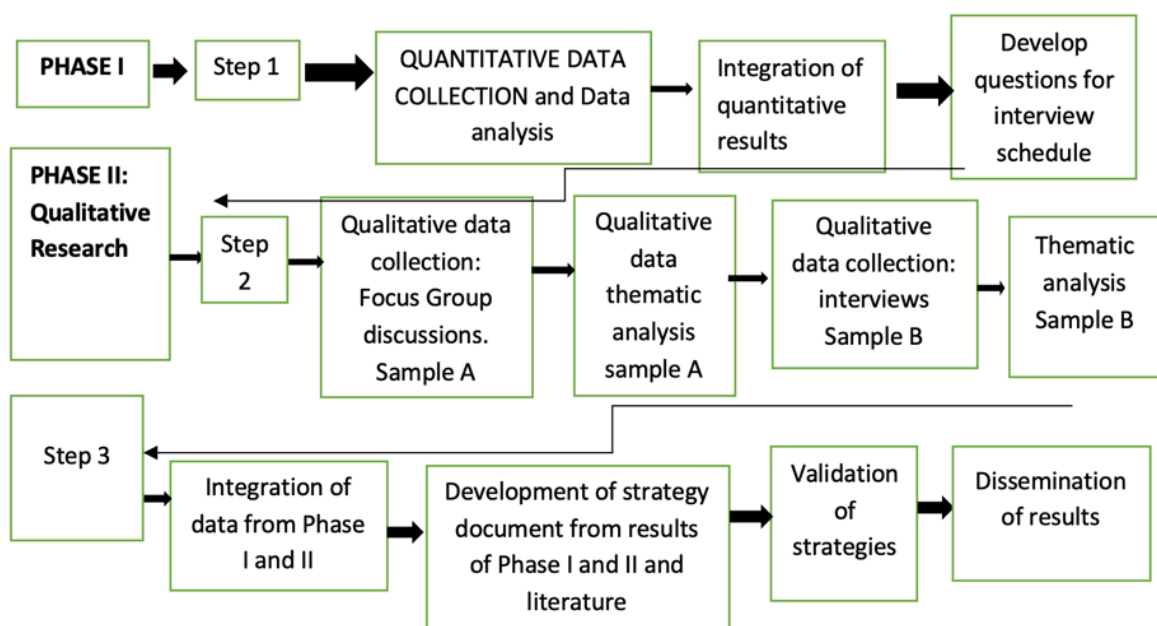 PHASE I
Step 1
QUANTITATIVE DATA
COLLECTION and Data
analysis
Integration of
quantitative
results
Develop
questions for
interview
schedule
PHASE II:
Qualitative
Research
Step
2
Qualitative data
collection:
Focus Group
discussions.
Sample A
Qualitative
data
thematic
analysis
sample A
Qualitative
data collection:
interviews
Sample B
Thematic
analysis
Sample B
Step 3
Integration of
data from Phase
I and II
Development of strategy
document from results
of Phase I and II and
literature
Validation
of
strategies
Dissemination
of results